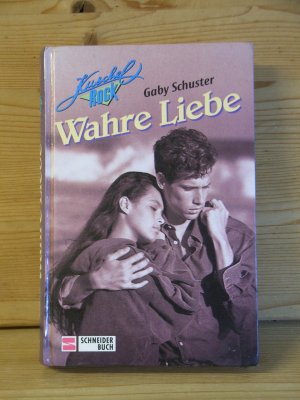 Kuschel
ROCK
Gaby Schuster
Wahre Liebe
SCHNEIDER
BUCH